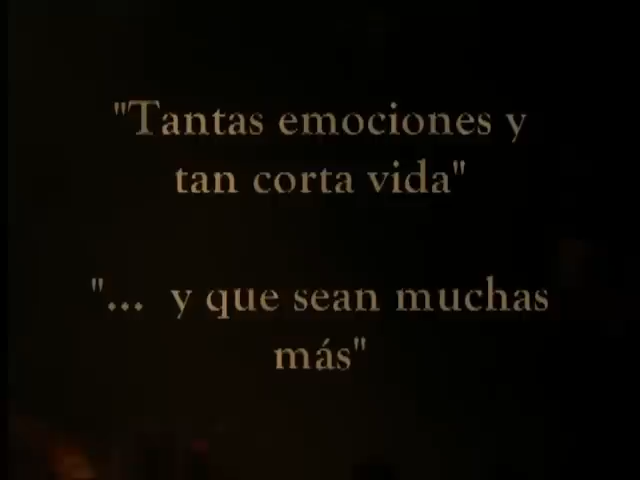 "Tantas emociones y
tan corta vida"
"... y que sean muchas
más"